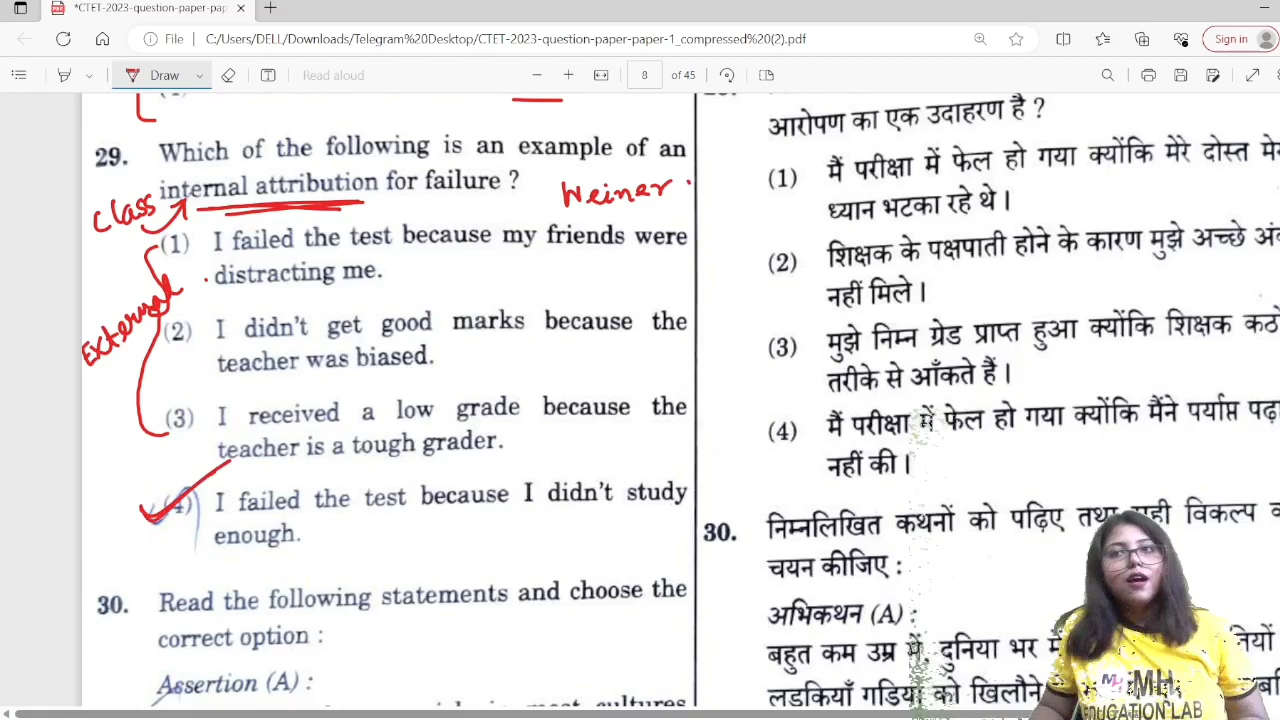 *CTET-2023-question-paper-pap
File
C:/Users/DELL/Downloads/Telegram%20Desktop/CTET-2023-question-paper-paper-1_compressed%20(2).pdf
Sign in
Draw
Read aloud
8 of 45
29. Which of the following is an example of an
internal attribution for failure ?
Weiner
Class
External
(1) I failed the test because my friends were
distracting me.
(2) I didn't get good marks because the
teacher was biased.
(3) I received a low grade because the
teacher is a tough grader.
(4) I failed the test because I didn't study
enough.
30. Read the following statements and choose the
correct option :
Assertion (A) :
आरोपण का एक उदाहरण है ?
(1) मैं परीक्षा में फेल हो गया क्योंकि मेरे दोस्त
ध्यान भटका रहे थे।
(2) शिक्षक के पक्षपाती होने के कारण मुझे अच्छे
नहीं मिले।
(3) मुझे निम्न ग्रेड प्राप्त हुआ क्योंकि शिक्षक
तरीके से आँकते हैं।
(4) मैं परीक्षा में फेल हो गया क्योंकि मैंने पर्याप्त
नहीं की।
30. निम्नलिखित कथनों को पढ़िए तथा सही विकल्प
चयन कीजिए :
अभिकथन (A) :
बहुत कम उम्र में, दुनिया भर में
लड़कियाँ गुड़िया को खिलौने
MH
EDUCATION LAB